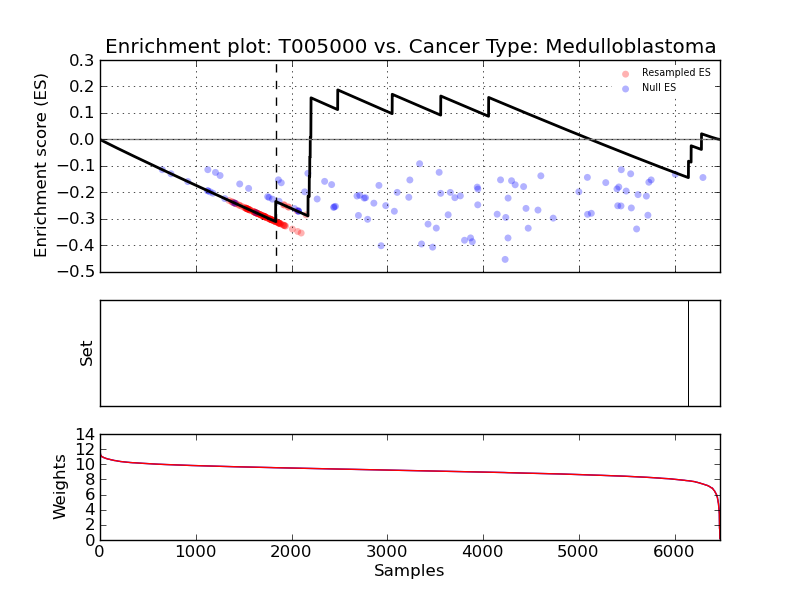 Enrichment plot: T005000 vs. Cancer Type: Medulloblastoma
Enrichment score (ES)
0.3
0.2
0.1
0.0
−0.1
−0.2
−0.3
−0.4
−0.5
Resampled ES
Null ES
Set
Weights
14
12
10
8
6
4
2
0
0 1000 2000 3000 4000 5000 6000
Samples